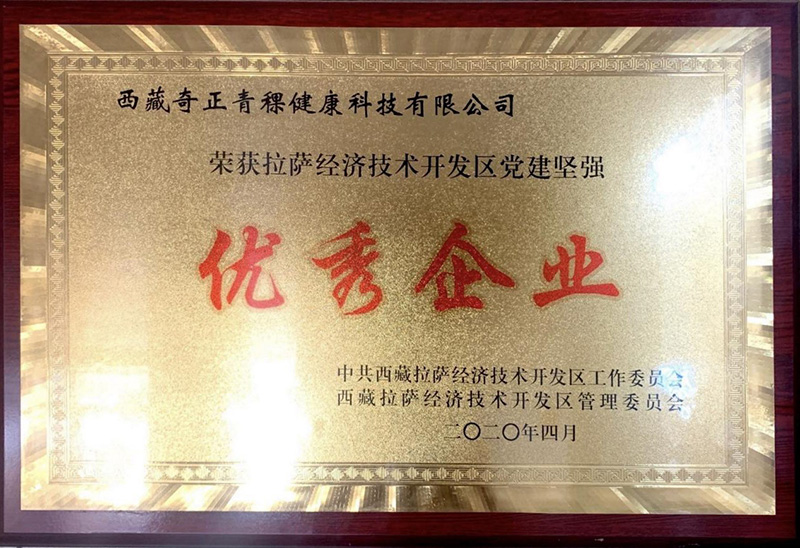 西藏奇正青稞健康科技有限公司
荣获拉萨经济技术开发区党建坚强
优秀企业
中共西藏拉萨经济技术开发区工作委员会
西藏拉萨经济技术开发区管理委员会
二〇二〇年四月